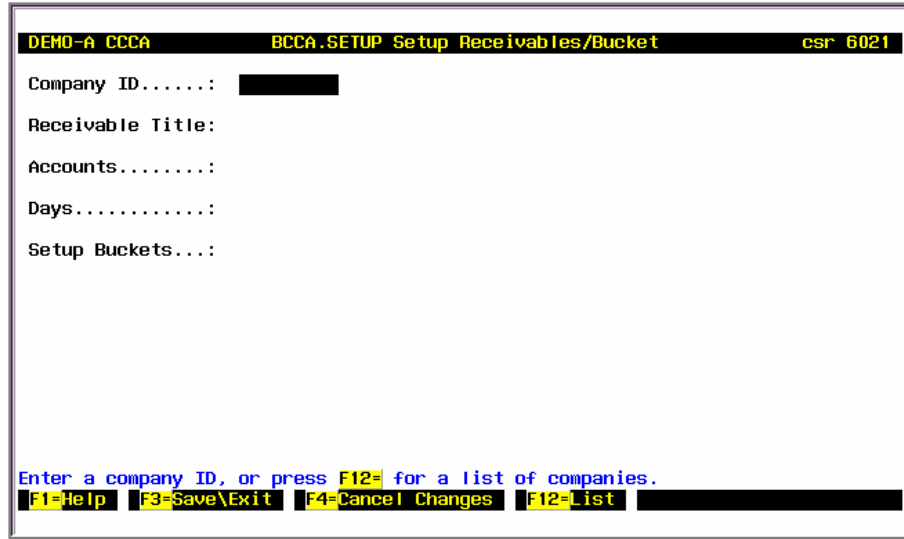 DEMO-A CCCA BCCA.SETUP Setup Receivables/Bucket csr 6021
Company ID......:
Receivable Title:
Accounts........:
Days............:
Setup Buckets...:
Enter a company ID, or press F12= for a list of companies.
F1=Help F3=Save\Exit F4=Cancel Changes F12=List